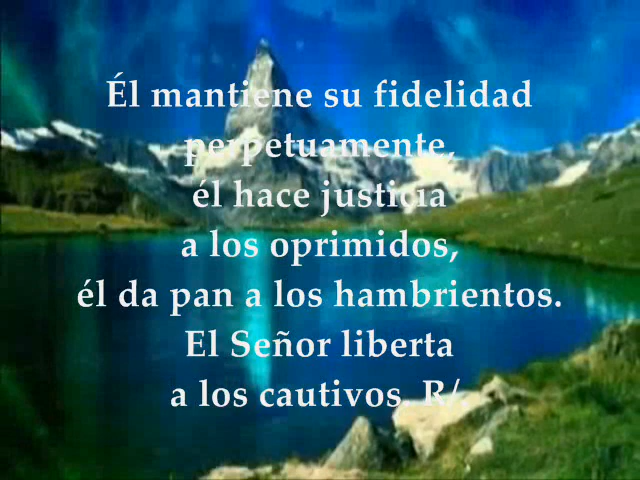 Él mantiene su fidelidad
perpetuamente,
él hace justicia
a los oprimidos,
él da pan a los hambrientos.
El Señor liberta
a los cautivos. R/.